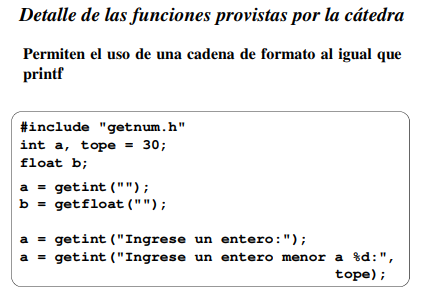 Detalle de las funciones provistas por la cátedra
Permiten el uso de una cadena de formato al igual que
printf
#include "getnum.h"
int a, tope = 30;
float b;
a = getint("");
b = getfloat("");
a = getint("Ingrese un entero:");
a = getint("Ingrese un entero menor a %d:",
tope);